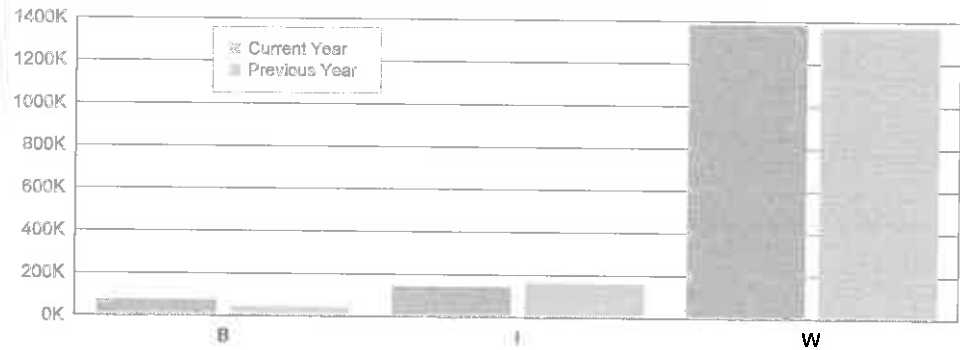 1400K
Current Year
1200K
Previous Year
1000K
800K
600K
400K
200K
0K
B
I
W